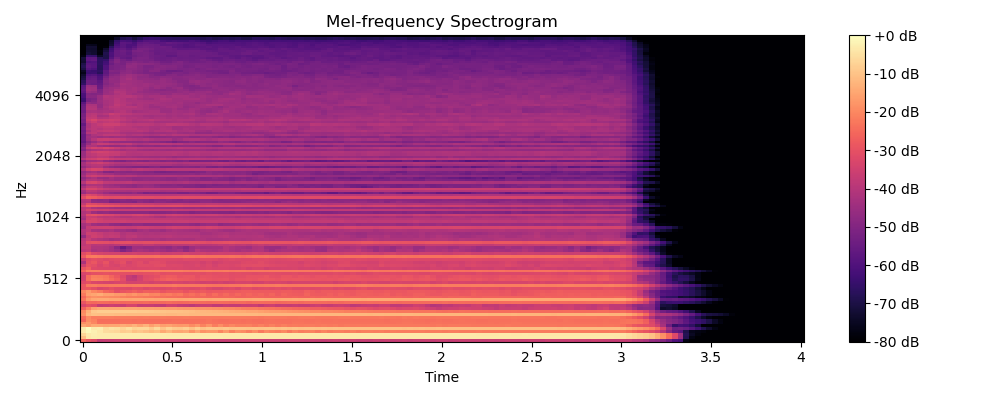 Mel-frequency Spectrogram
Hz
4096
2048
1024
512
0
0
0.5
1
1.5
2
2.5
3
3.5
4
Time
+0 dB
-10 dB
-20 dB
-30 dB
-40 dB
-50 dB
-60 dB
-70 dB
-80 dB